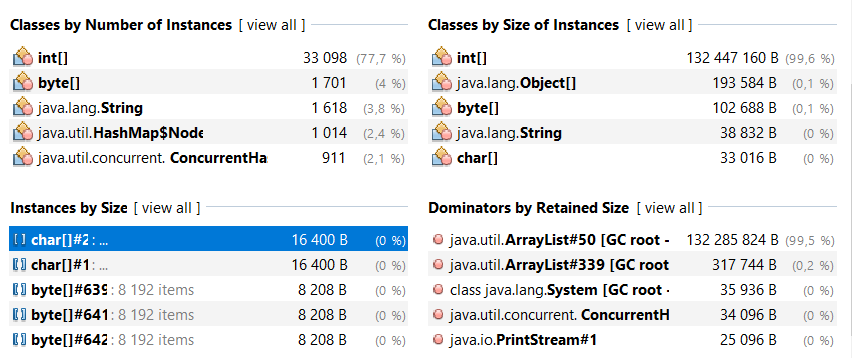 Classes by Number of Instances [ view all ]
int[] 33 098 (77,7 %)
byte[] 1 701 (4 %)
java.lang.String 1 618 (3,8 %)
java.util.HashMap$Node 1 014 (2,4 %)
java.util.concurrent. ConcurrentHa 911 (2,1 %)
Classes by Size of Instances [ view all ]
int[] 132 447 160 B (99,6 %)
java.lang.Object[] 193 584 B (0,1 %)
byte[] 102 688 B (0,1 %)
java.lang.String 38 832 B (0 %)
char[] 33 016 B (0 %)
Instances by Size [ view all ]
char[]#2 : ... 16 400 B (0 %)
char[]#1 : ... 16 400 B (0 %)
byte[]#639 : 8 192 items 8 208 B (0 %)
byte[]#641 : 8 192 items 8 208 B (0 %)
byte[]#642 : 8 192 items 8 208 B (0 %)
Dominators by Retained Size [ view all ]
java.util.ArrayList#50 [GC root - 132 285 824 B (99,5 %)
java.util.ArrayList#339 [GC root 317 744 B (0,2 %)
class java.lang.System [GC root - 35 936 B (0 %)
java.util.concurrent. ConcurrentH 34 096 B (0 %)
java.io.PrintStream#1 25 096 B (0 %)